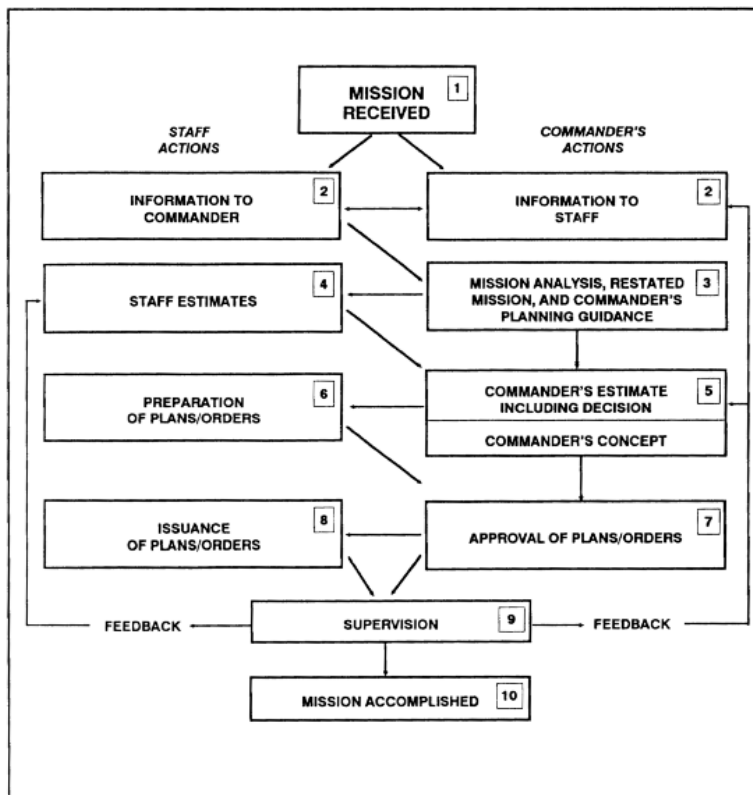 1
MISSION
RECEIVED
STAFF
ACTIONS
COMMANDER'S
ACTIONS
2
INFORMATION TO
COMMANDER
2
INFORMATION TO
STAFF
4
STAFF ESTIMATES
3
MISSION ANALYSIS, RESTATED
MISSION, AND COMMANDER'S
PLANNING GUIDANCE
6
PREPARATION
OF PLANS/ORDERS
5
COMMANDER'S ESTIMATE
INCLUDING DECISION
COMMANDER'S CONCEPT
8
ISSUANCE
OF PLANS/ORDERS
7
APPROVAL OF PLANS/ORDERS
FEEDBACK
SUPERVISION
9
FEEDBACK
MISSION ACCOMPLISHED
10